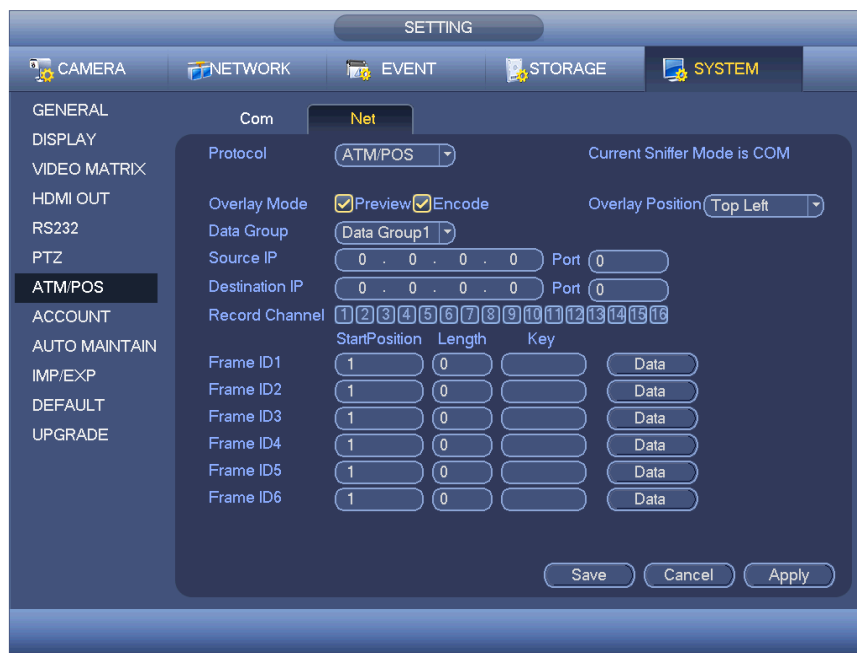 SETTING
CAMERA NETWORK EVENT STORAGE SYSTEM
GENERAL
DISPLAY
VIDEO MATRIX
HDMI OUT
RS232
PTZ
ATM/POS
ACCOUNT
AUTO MAINTAIN
IMP/EXP
DEFAULT
UPGRADE
Com Net
Protocol ATM/POS Current Sniffer Mode is COM
Overlay Mode Preview Encode Overlay Position Top Left
Data Group Data Group1
Source IP 0 . 0 . 0 . 0 Port 0
Destination IP 0 . 0 . 0 . 0 Port 0
Record Channel 1 2 3 4 5 6 7 8 9 10 11 12 13 14 15 16
StartPosition Length Key
Frame ID1 1 0 Data
Frame ID2 1 0 Data
Frame ID3 1 0 Data
Frame ID4 1 0 Data
Frame ID5 1 0 Data
Frame ID6 1 0 Data
Save Cancel Apply